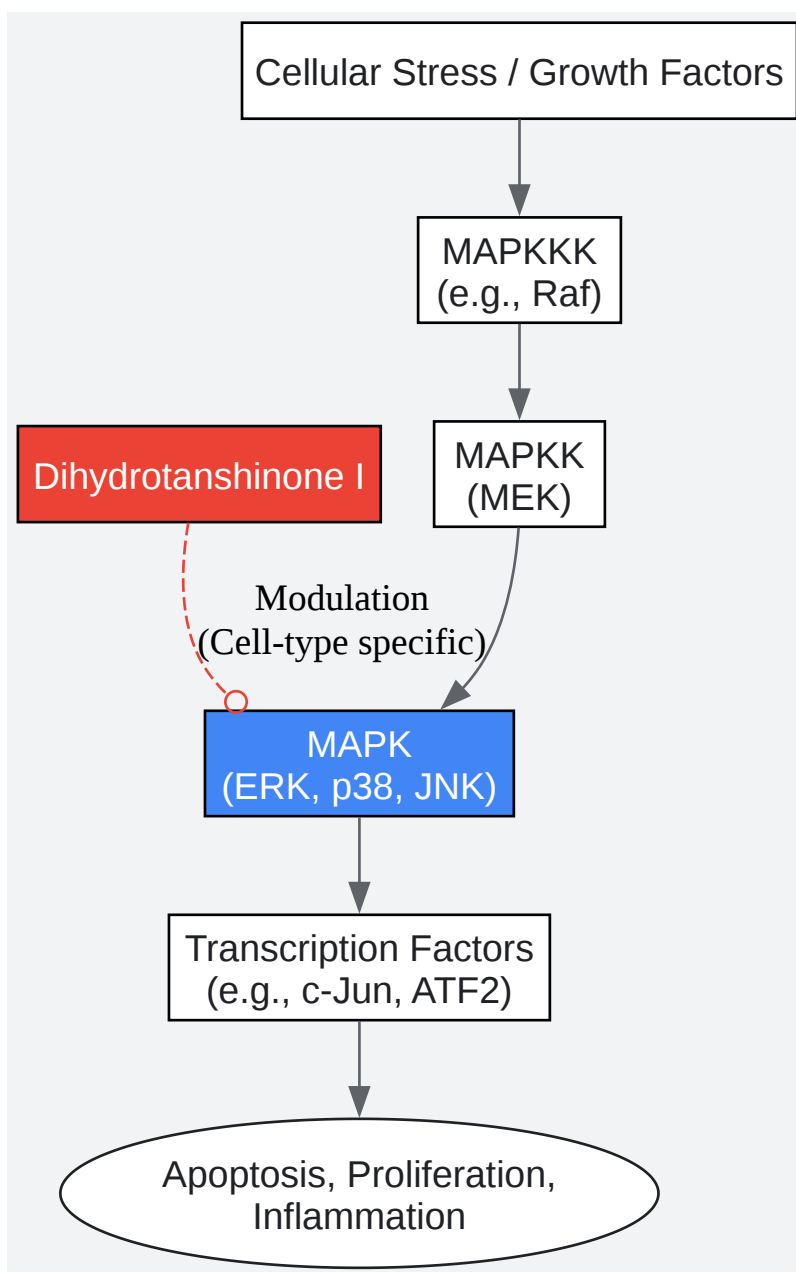 Cellular Stress / Growth Factors
MAPKKK
(e.g., Raf)
Dihydrotanshinone I
MAPKK
(MEK)
Modulation
(Cell-type specific)
MAPK
(ERK, p38, JNK)
Transcription Factors
(e.g., c-Jun, ATF2)
Apoptosis, Proliferation,
Inflammation